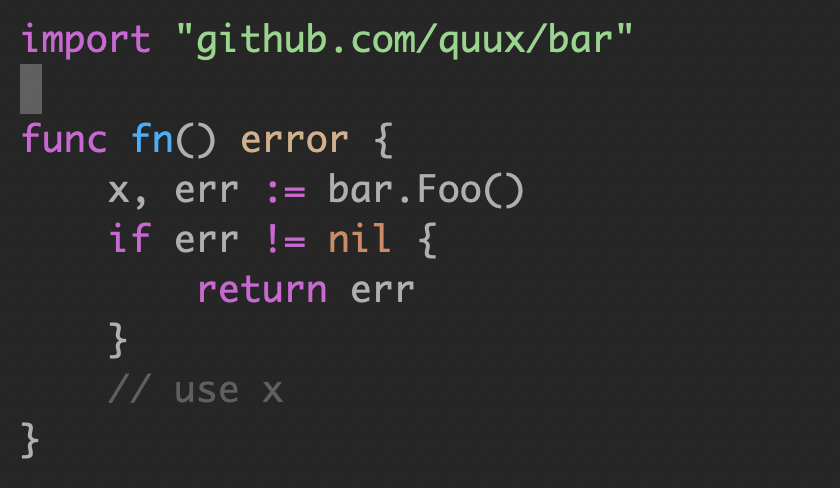 import "github.com/quux/bar"
func fn() error {
    x, err := bar.Foo()
    if err != nil {
        return err
    }
    // use x
}